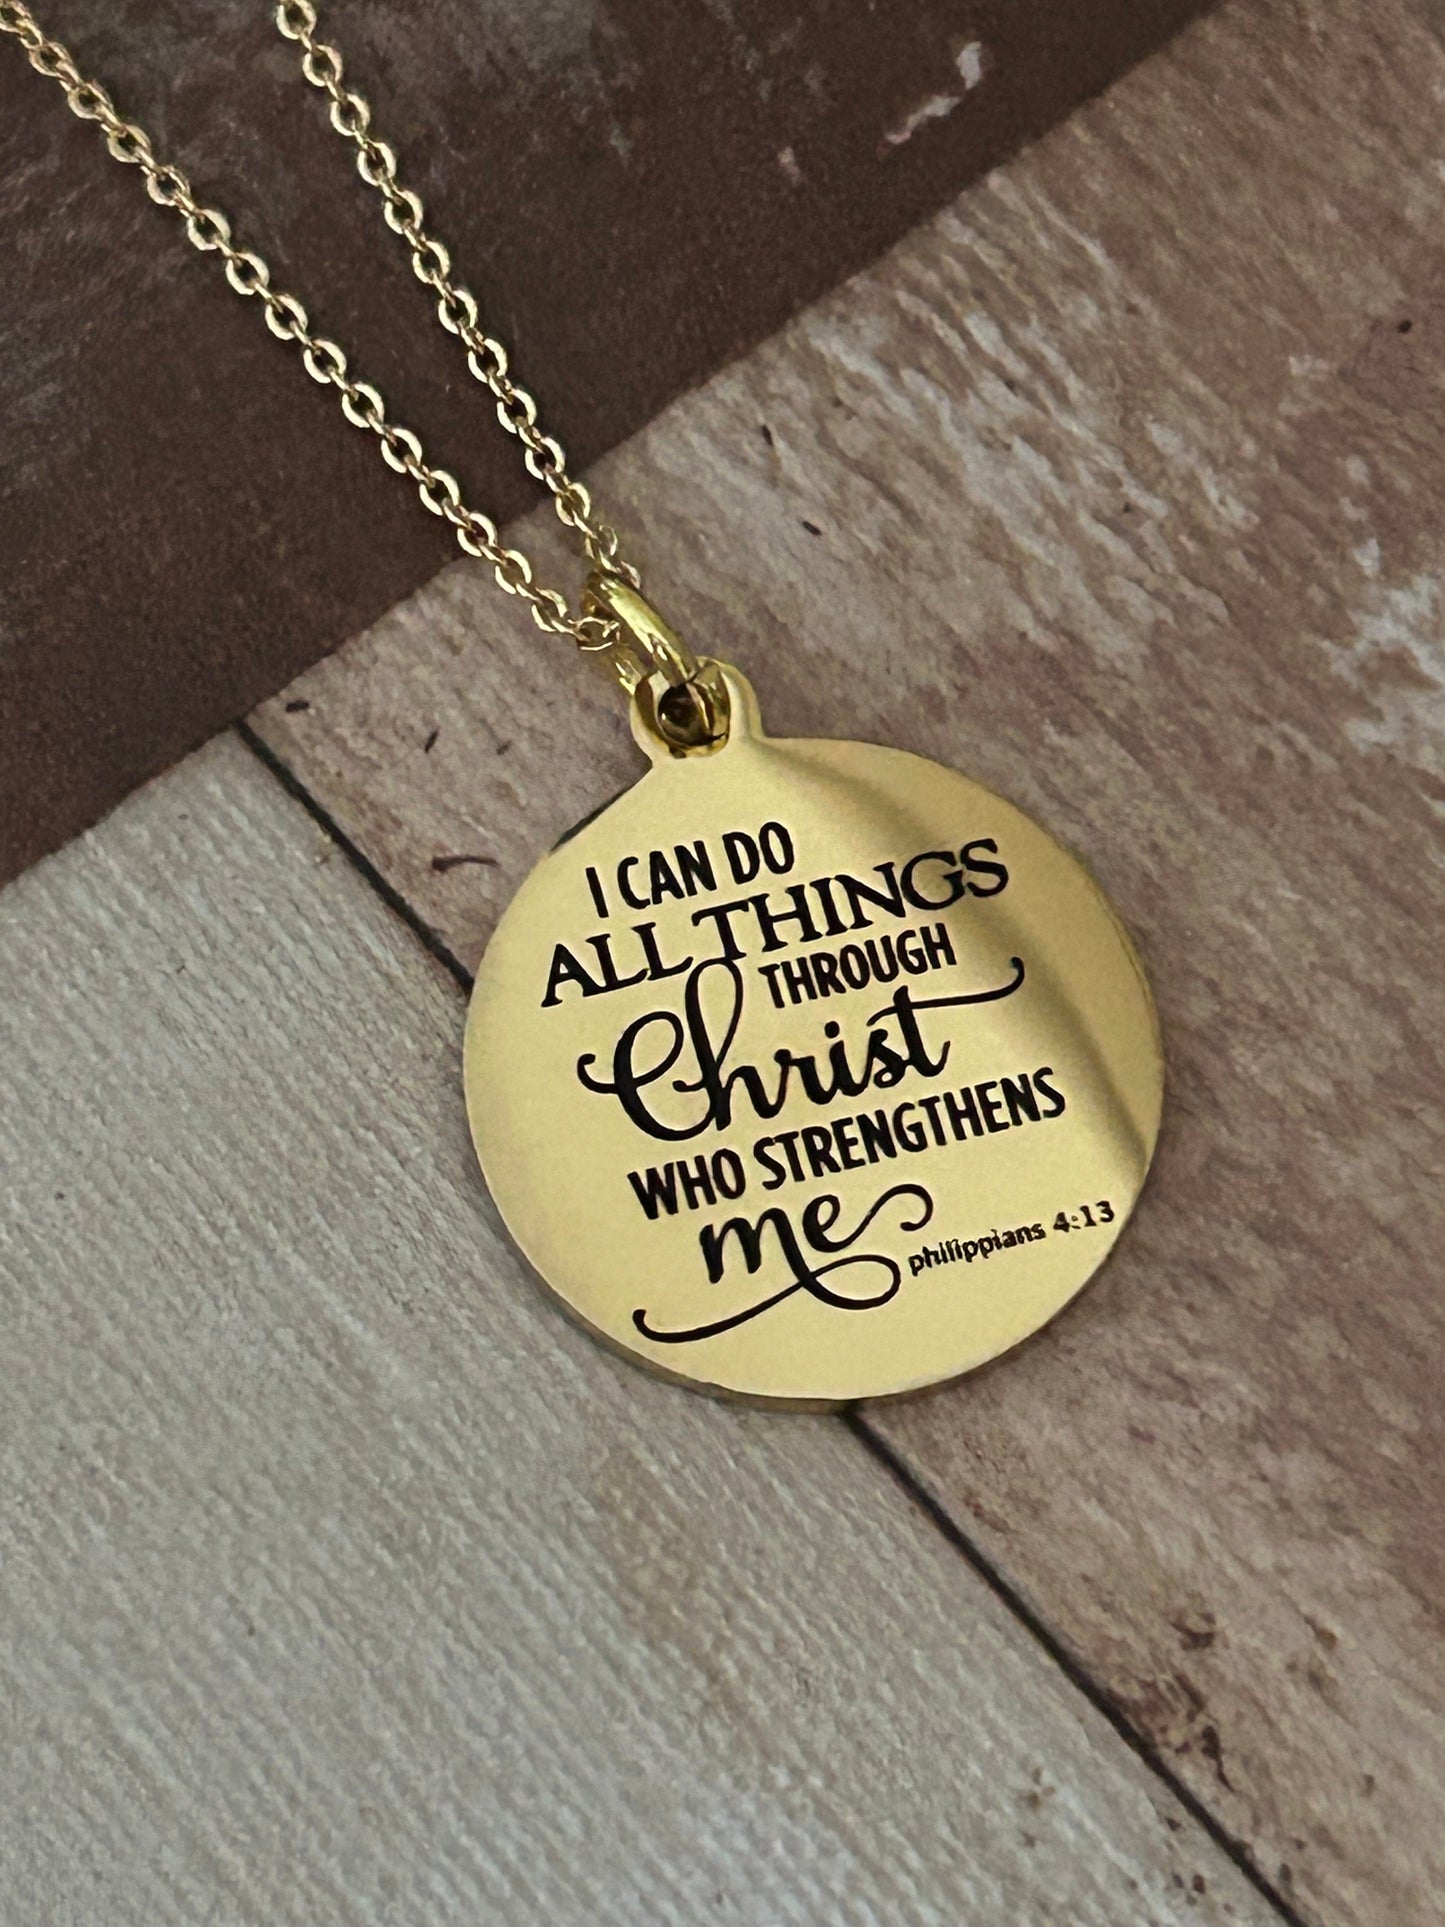 I CAN DO
ALL THINGS
THROUGH
Christ
WHO STRENGTHENS
me
philippians 4:13